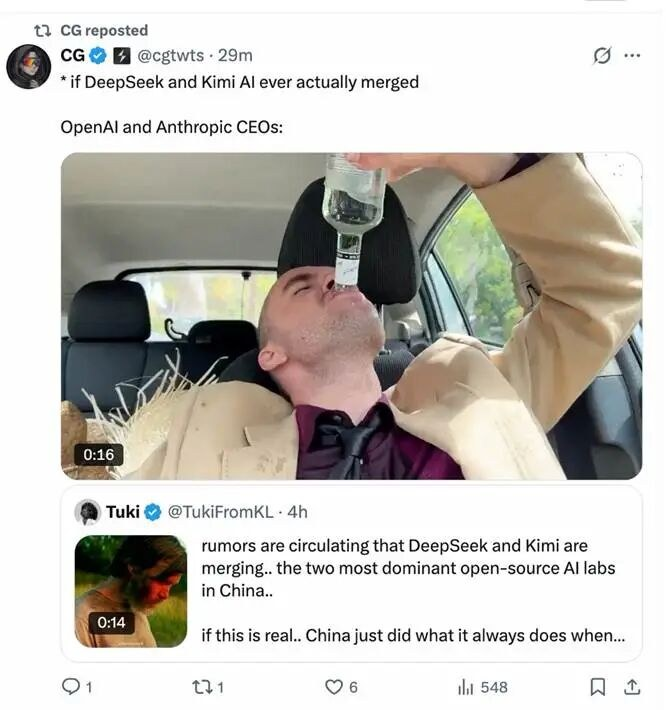 CG reposted
CG @cgtwts · 29m
* if DeepSeek and Kimi AI ever actually merged
OpenAI and Anthropic CEOs:
0:16
Tuki @TukiFromKL · 4h
rumors are circulating that DeepSeek and Kimi are
merging.. the two most dominant open-source AI labs
in China..
0:14
if this is real.. China just did what it always does when...
1
1
6
548